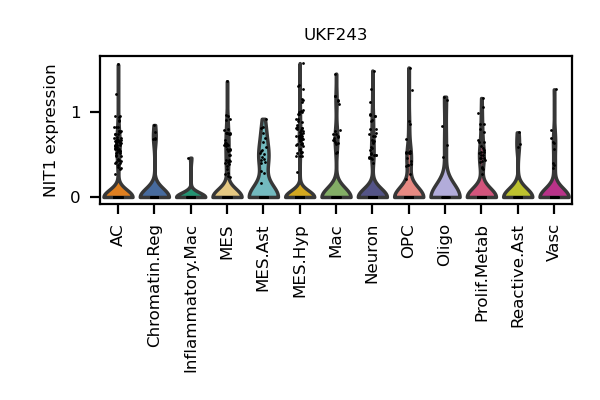 UKF243
NIT1 expression
1
0
AC
Chromatin.Reg
Inflammatory.Mac
MES
MES.Ast
MES.Hyp
Mac
Neuron
OPC
Oligo
Prolif.Metab
Reactive.Ast
Vasc